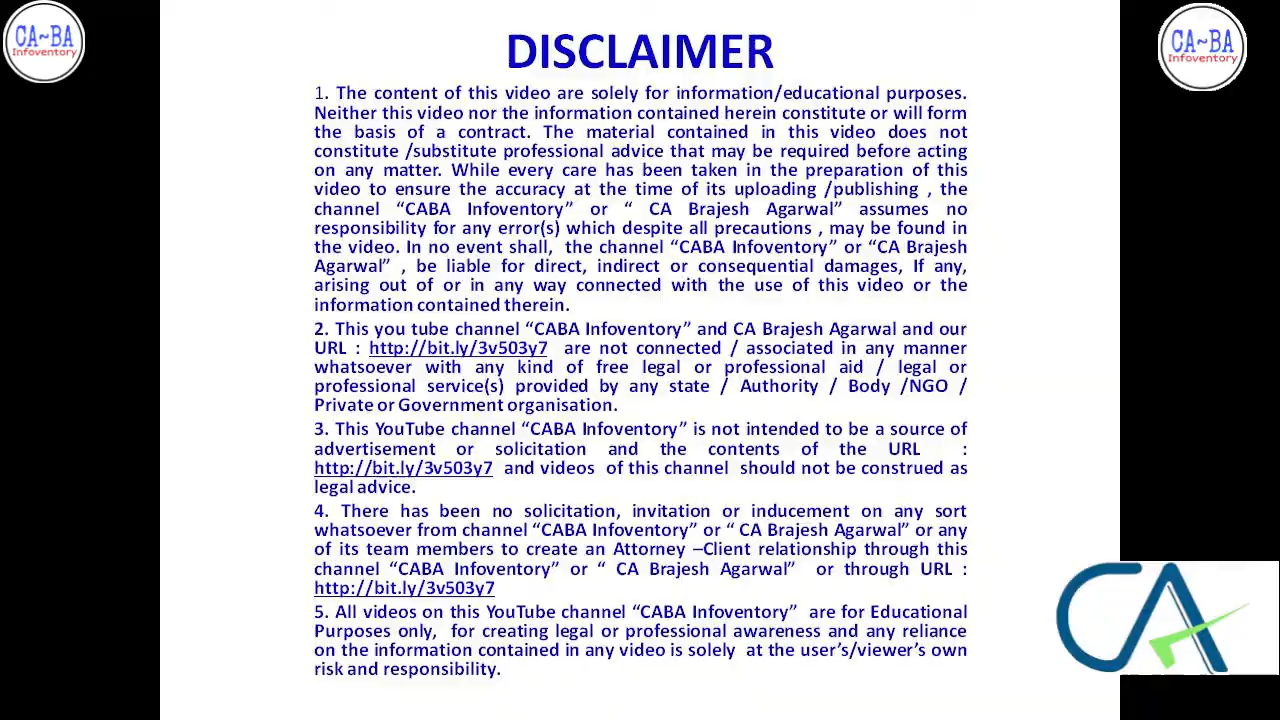 CA~BA
Infoventory
CA~BA
Infoventory
DISCLAIMER
1. The content of this video are solely for information/educational purposes.
Neither this video nor the information contained herein constitute or will form
the basis of a contract. The material contained in this video does not
constitute /substitute professional advice that may be required before acting
on any matter. While every care has been taken in the preparation of this
video to ensure the accuracy at the time of its uploading /publishing , the
channel “CABA Infoventory” or “ CA Brajesh Agarwal” assumes no
responsibility for any error(s) which despite all precautions , may be found in
the video. In no event shall, the channel “CABA Infoventory” or “CA Brajesh
Agarwal” , be liable for direct, indirect or consequential damages, If any,
arising out of or in any way connected with the use of this video or the
information contained therein.
2. This you tube channel “CABA Infoventory” and CA Brajesh Agarwal and our
URL : http://bit.ly/3v503y7 are not connected / associated in any manner
whatsoever with any kind of free legal or professional aid / legal or
professional service(s) provided by any state / Authority / Body /NGO /
Private or Government organisation.
3. This YouTube channel “CABA Infoventory” is not intended to be a source of
advertisement or solicitation and the contents of the URL :
http://bit.ly/3v503y7 and videos of this channel should not be construed as
legal advice.
4. There has been no solicitation, invitation or inducement on any sort
whatsoever from channel “CABA Infoventory” or “ CA Brajesh Agarwal” or any
of its team members to create an Attorney –Client relationship through this
channel “CABA Infoventory” or “ CA Brajesh Agarwal” or through URL :
http://bit.ly/3v503y7
5. All videos on this YouTube channel “CABA Infoventory” are for Educational
Purposes only, for creating legal or professional awareness and any reliance
on the information contained in any video is solely at the user’s/viewer’s own
risk and responsibility.
CA